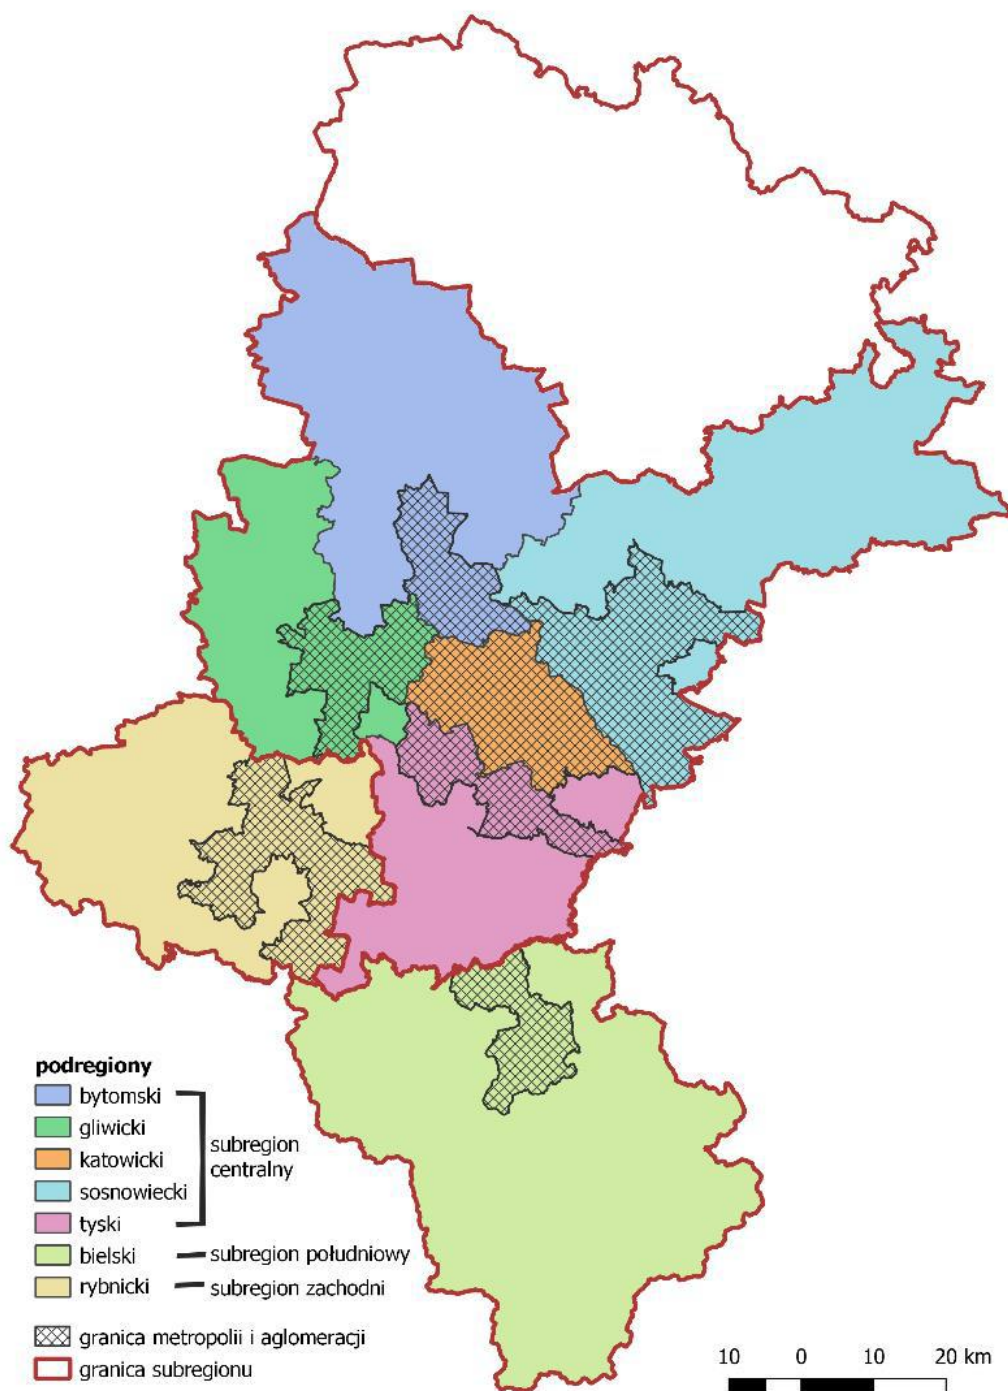 podregiony
bytomski
gliwicki
katowicki
sosnowiecki
tyski
subregion
centralny
bielski
subregion południowy
rybnicki
subregion zachodni
granica metropolii i aglomeracji
granica subregionu
10 0 10 20 km